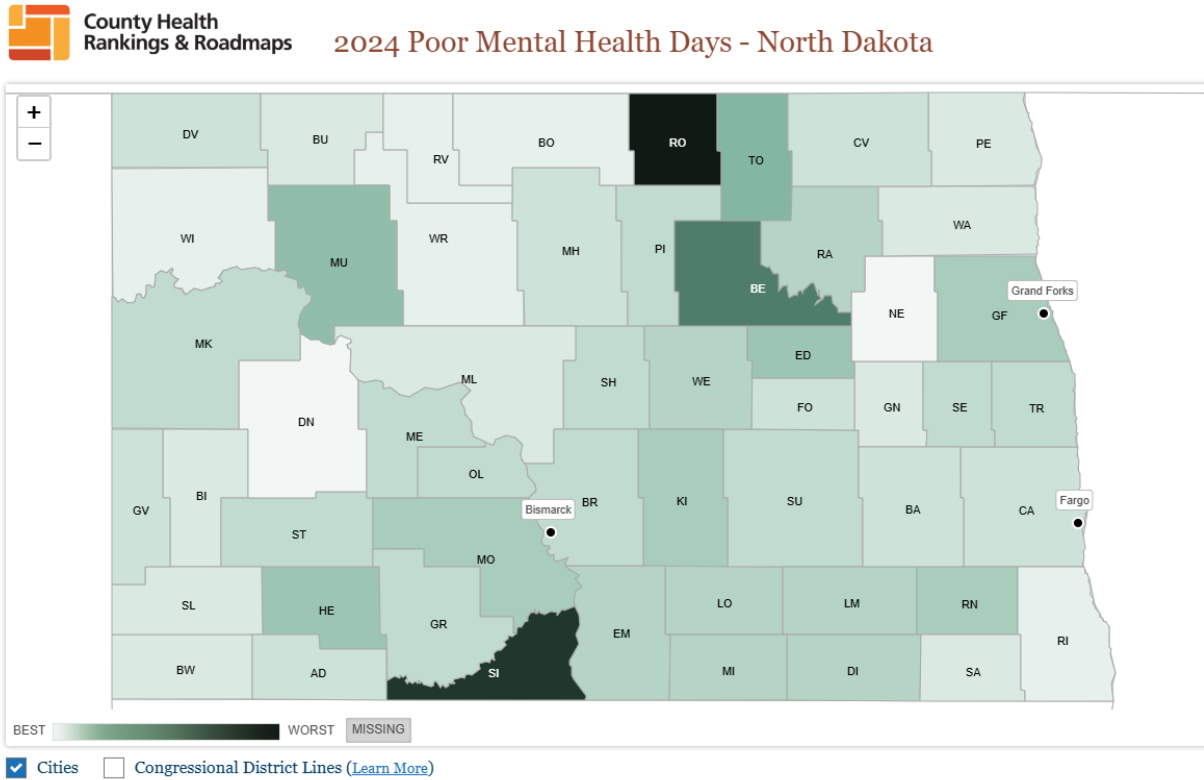 County Health
Rankings & Roadmaps
2024 Poor Mental Health Days - North Dakota
+
−
DV
BU
RV
BO
RO
TO
CV
PE
WI
MU
WR
MH
PI
BE
RA
WA
MK
NE
GF
Grand Forks
DN
ML
SH
WE
ED
FO
GN
SE
TR
ME
OL
GV
BI
ST
MO
Bismarck
BR
KI
SU
BA
CA
Fargo
SL
HE
GR
EM
LO
LM
RN
RI
BW
AD
SI
MI
DI
SA
BEST
WORST
MISSING
Cities
Congressional District Lines (Learn More)